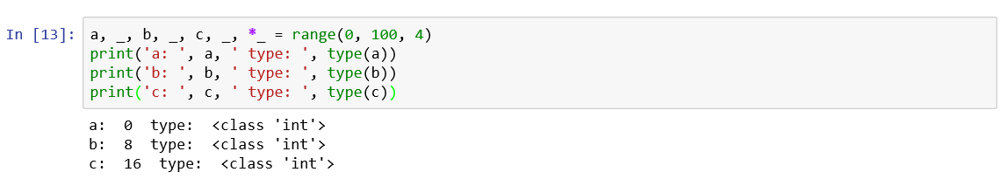 In [13]: a, _, b, _, c, _, *_ = range(0, 100, 4)
print('a: ', a, ' type: ', type(a))
print('b: ', b, ' type: ', type(b))
print('c: ', c, ' type: ', type(c))
a:  0  type:  <class 'int'>
b:  8  type:  <class 'int'>
c:  16  type:  <class 'int'>